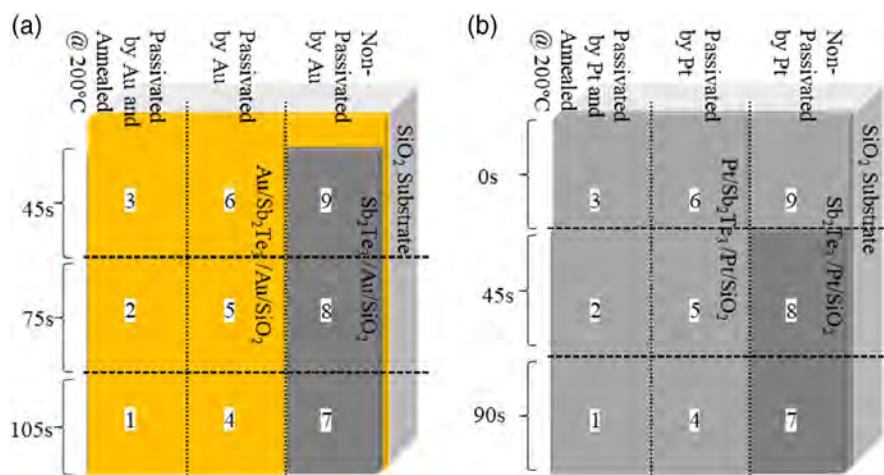 (a)
Passivated
by Au and
Annealed
@ 200°C
Passivated
by Au
Non-
Passivated
by Au
SiO2 Substrate
45s
75s
105s
3
6
9
2
5
8
1
4
7
Au/Sb2Te3/Au/SiO2
Sb2Te3/Au/SiO2
(b)
Passivated
by Pt and
Annealed
@ 200°C
Passivated
by Pt
Non-
Passivated
by Pt
SiO2 Substrate
0s
45s
90s
3
6
9
2
5
8
1
4
7
Pt/Sb2Te3/Pt/SiO2
Sb2Te3/Pt/SiO2